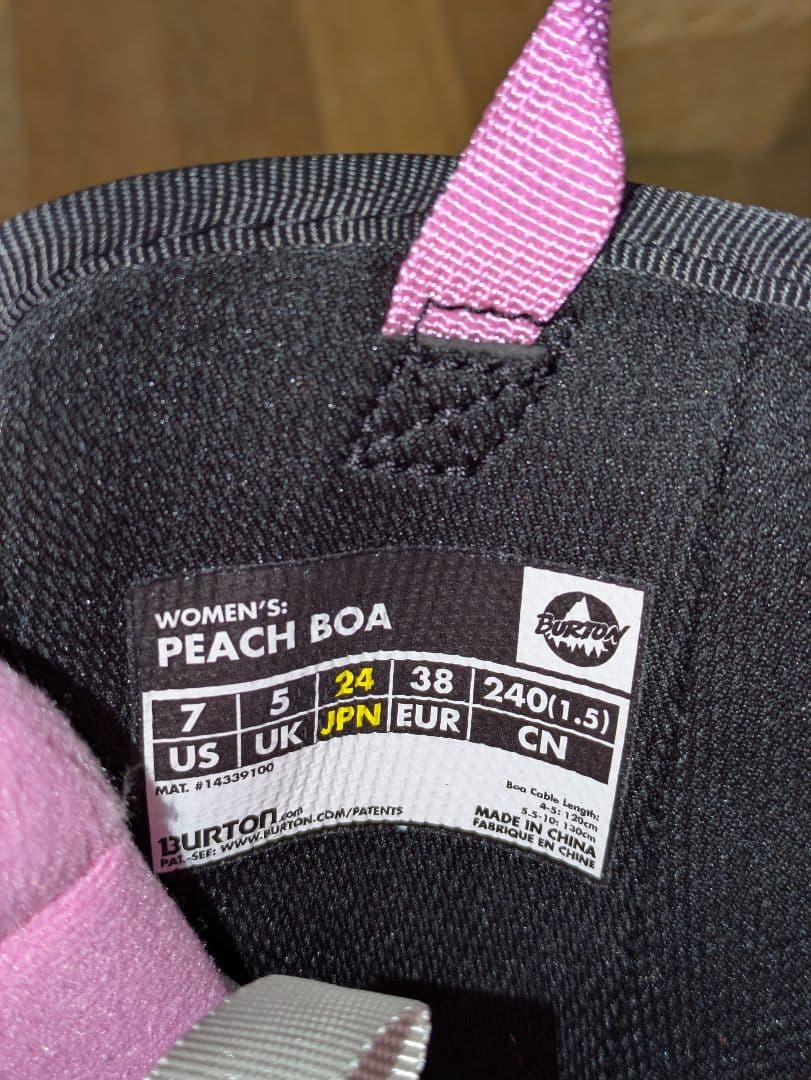 WOMEN'S:
PEACH BOA
BURTON
7 5 24 38 240(1.5)
US UK JPN EUR CN
MAT. #14339100
Boa Cable Length:
4-5: 120cm
5.5-10: 130cm
BURTON.com
PAT.-SEE: WWW.BURTON.COM/PATENTS
MADE IN CHINA
FABRIQUE EN CHINE